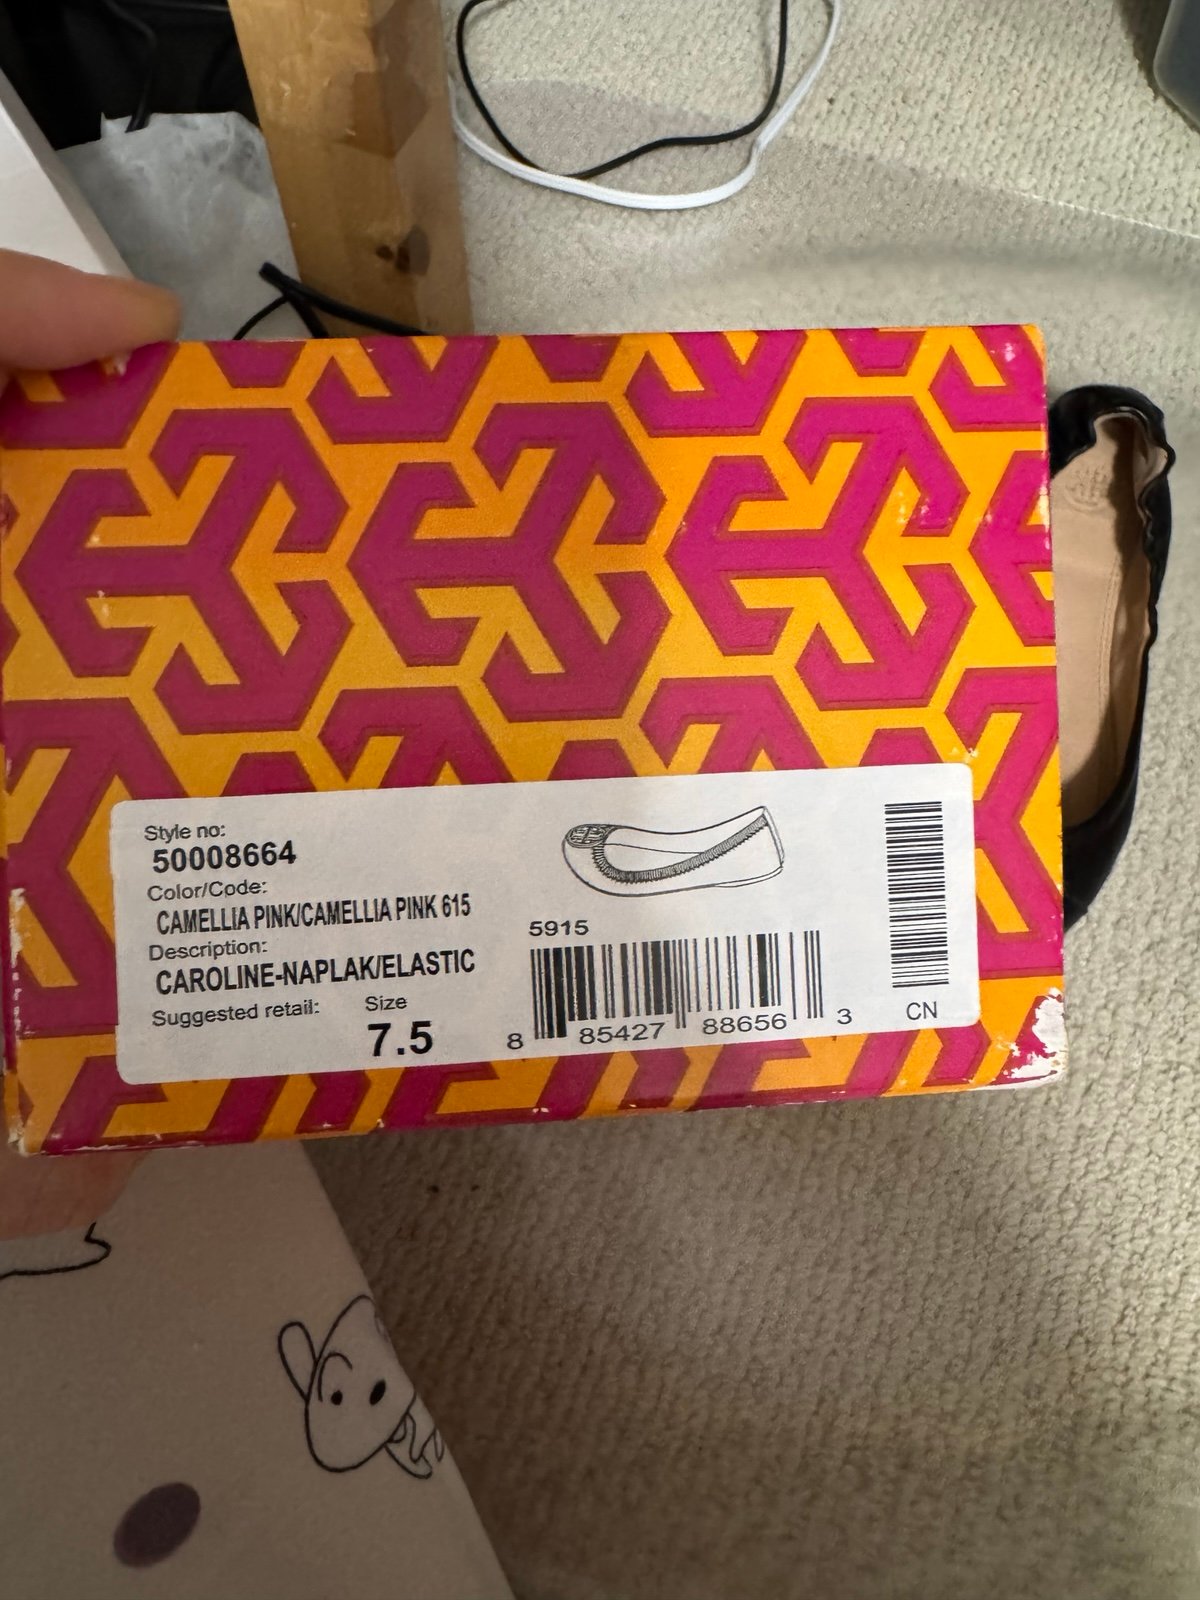 Style no:
50008664
Color/Code:
CAMELLIA PINK/CAMELLIA PINK 615
Description:
CAROLINE-NAPLAK/ELASTIC
Suggested retail:
Size
7.5
5915
8 85427 88656 3
CN